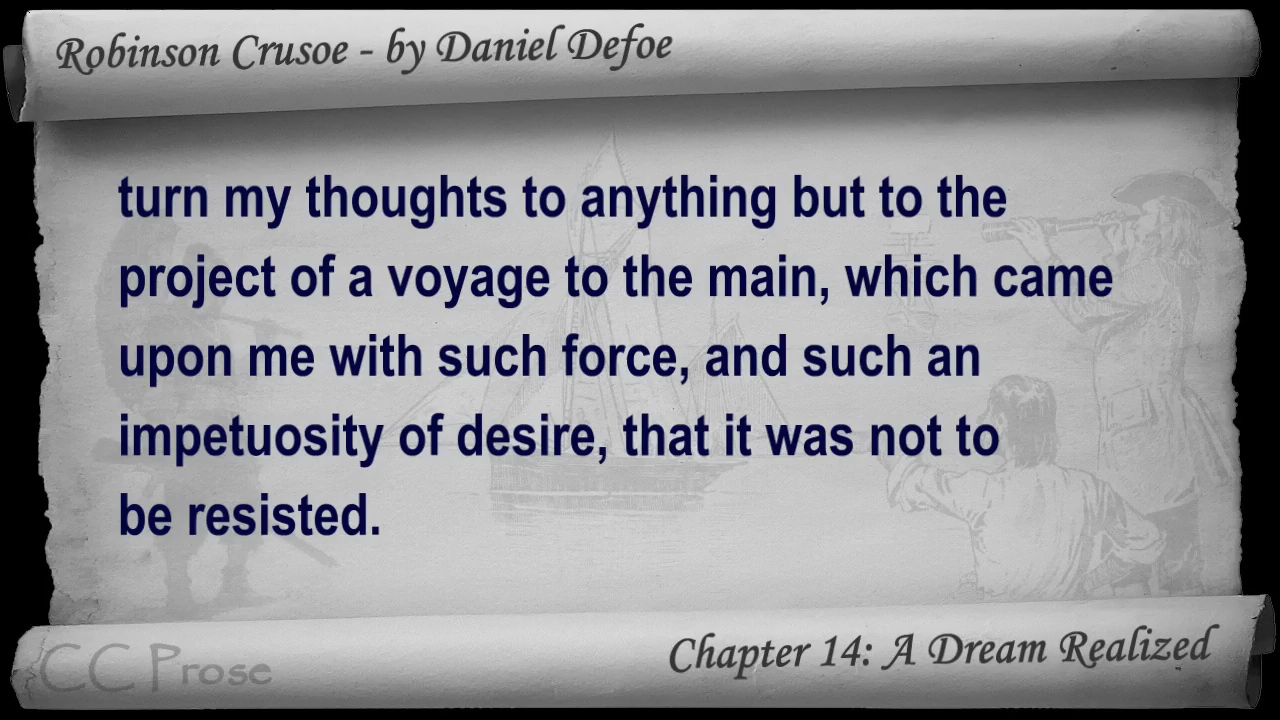 Robinson Crusoe - by Daniel Defoe
turn my thoughts to anything but to the
project of a voyage to the main, which came
upon me with such force, and such an
impetuosity of desire, that it was not to
be resisted.
CC Prose
Chapter 14: A Dream Realized